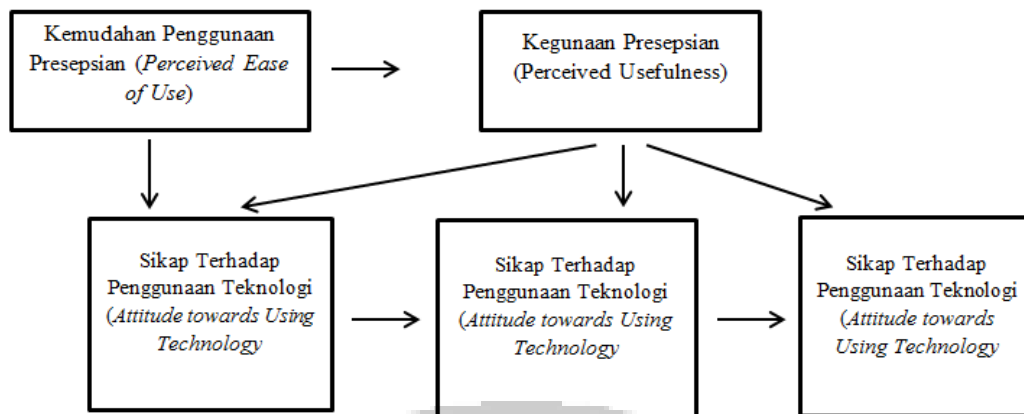 Kemudahan Penggunaan
Presepsian (Perceived Ease
of Use)
Kegunaan Presepsian
(Perceived Usefulness)
Sikap Terhadap
Penggunaan Teknologi
(Attitude towards Using
Technology
Sikap Terhadap
Penggunaan Teknologi
(Attitude towards Using
Technology
Sikap Terhadap
Penggunaan Teknologi
(Attitude towards
Using Technology